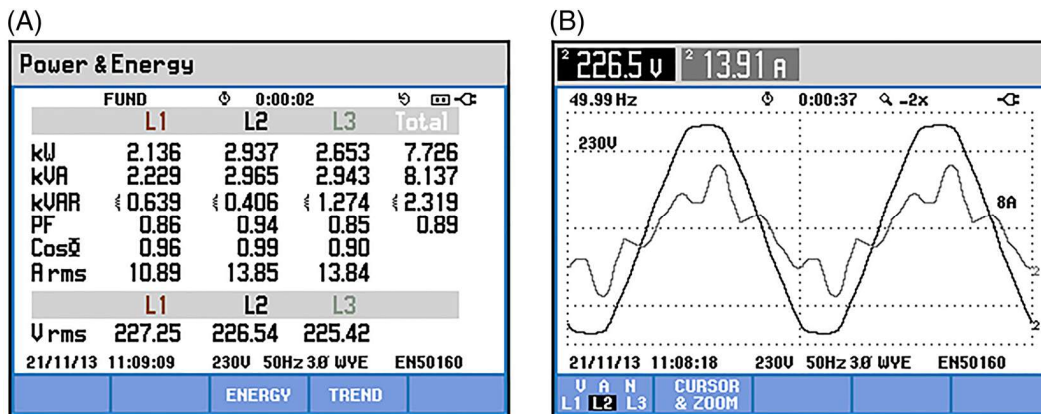 (A)
Power & Energy
FUND 0:00:02
L1 L2 L3 Total
kW 2.136 2.937 2.653 7.726
kVA 2.229 2.965 2.943 8.137
kVAR 0.639 0.406 1.274 2.319
PF 0.86 0.94 0.85 0.89
CosΦ 0.96 0.99 0.90
A rms 10.89 13.85 13.84
L1 L2 L3
V rms 227.25 226.54 225.42
21/11/13 11:09:09 230V 50Hz 3Ø WYE EN50160
ENERGY TREND
(B)
2 226.5 V 2 13.91 A
49.99 Hz 0:00:37 -2x
230V
8A
2
2
21/11/13 11:08:18 230V 50Hz 3Ø WYE EN50160
V A N CURSOR
L1 L2 L3 & ZOOM